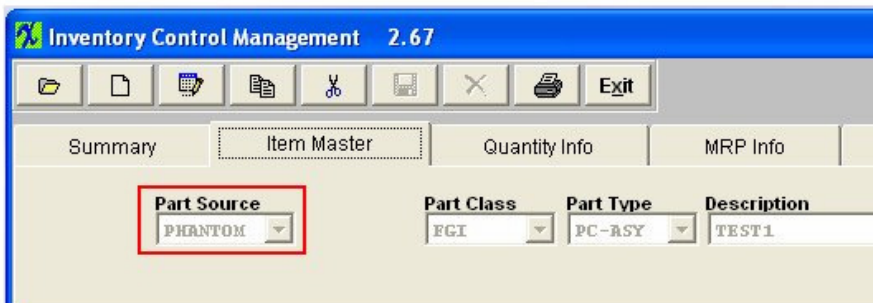 Inventory Control Management 2.67
Exit
Summary Item Master Quantity Info MRP Info
Part Source Part Class Part Type Description
PHANTOM FGI PC-ASY TEST1